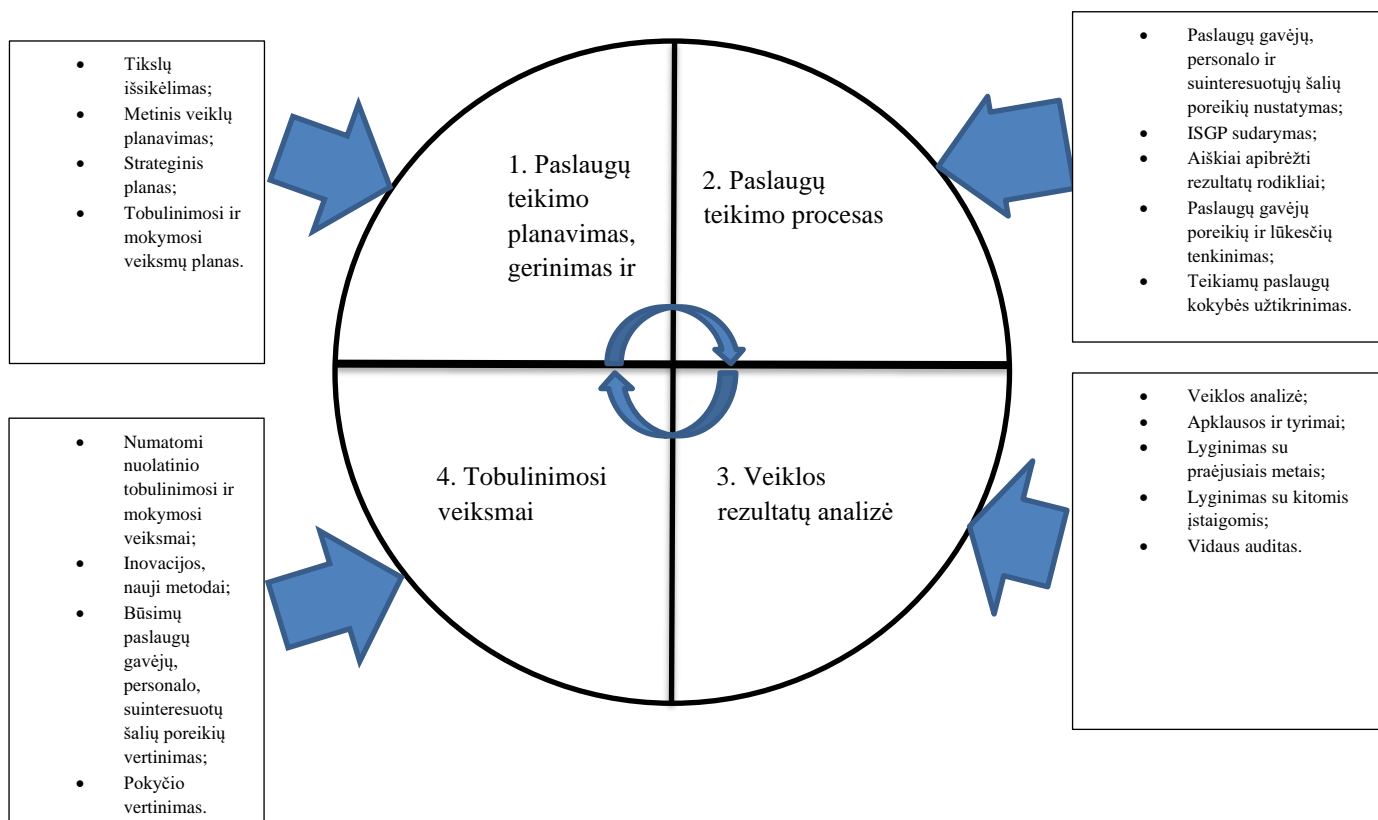 • Tikslų
išsikėlimas;
• Metinis veiklų
planavimas;
• Strateginis
planas;
• Tobulinimosi ir
mokymosi
veiksmų planas.
1. Paslaugų
teikimo
planavimas,
gerinimas ir
2. Paslaugų
teikimo procesas
• Paslaugų gavėjų,
personalo ir
suinteresuotųjų šalių
poreikių nustatymas;
• ISGP sudarymas;
• Aiškiai apibrėžti
rezultatų rodikliai;
• Paslaugų gavėjų
poreikių ir lūkesčių
tenkinimas;
• Teikiamų paslaugų
kokybės užtikrinimas.
• Numatomi
nuolatinio
tobulinimosi ir
mokymosi
veiksmai;
• Inovacijos,
nauji metodai;
• Būsimų
paslaugų
gavėjų,
personalo,
suinteresuotų
šalių poreikių
vertinimas;
• Pokyčio
vertinimas.
4. Tobulinimosi
veiksmai
3. Veiklos
rezultatų analizė
• Veiklos analizė;
• Apklausos ir tyrimai;
• Lyginimas su
praėjusiais metais;
• Lyginimas su kitomis
įstaigomis;
• Vidaus auditas.